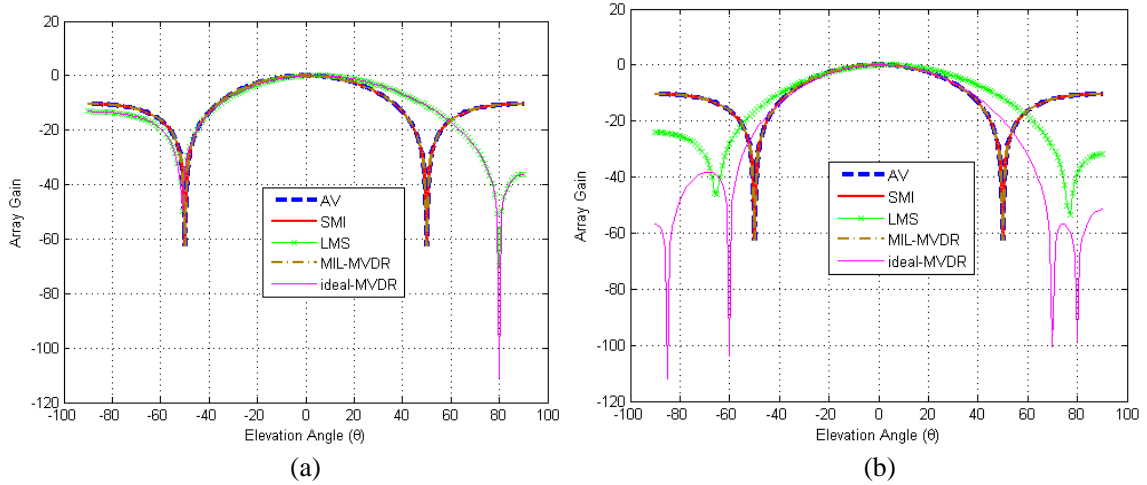 20
0
-20
-40
-60
-80
-100
-120
Array Gain
AV
SMI
LMS
MIL-MVDR
ideal-MVDR
-100 -80 -60 -40 -20 0 20 40 60 80 100
Elevation Angle (θ)
(a)
20
0
-20
-40
-60
-80
-100
-120
Array Gain
AV
SMI
LMS
MIL-MVDR
ideal-MVDR
-100 -80 -60 -40 -20 0 20 40 60 80 100
Elevation Angle (θ)
(b)